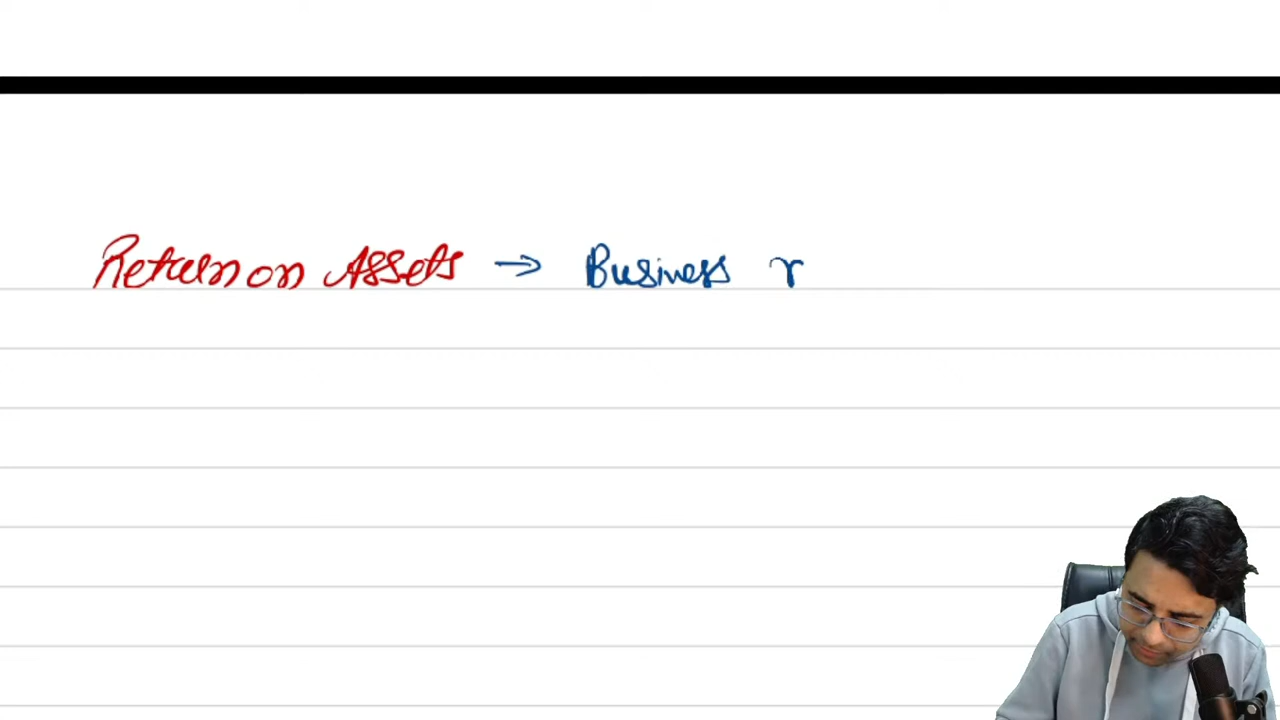 Return on Assets → Business r